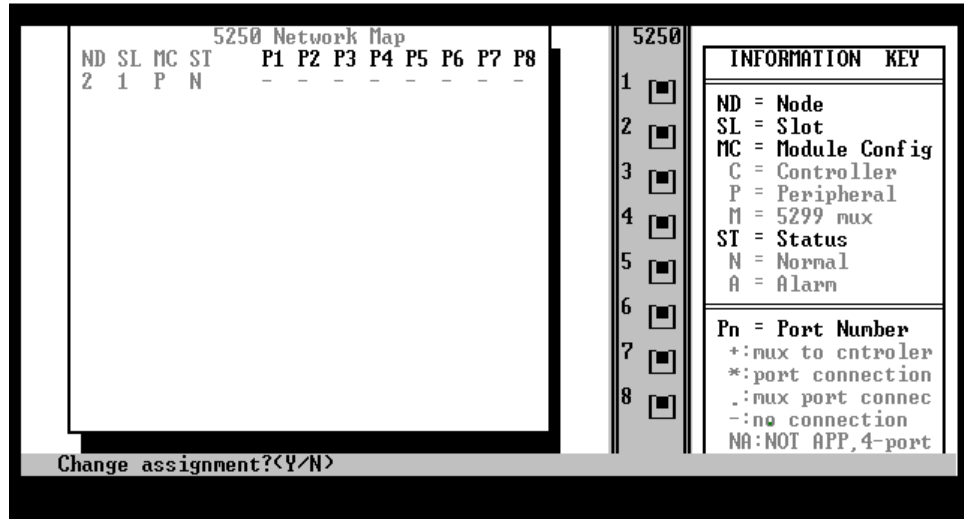 5250 Network Map
ND SL MC ST P1 P2 P3 P4 P5 P6 P7 P8
2 1 P N - - - - - - - -
5250
1
2
3
4
5
6
7
8
INFORMATION KEY
ND = Node
SL = Slot
MC = Module Config
C = Controller
P = Peripheral
M = 5299 mux
ST = Status
N = Normal
A = Alarm
Pn = Port Number
+:mux to cntroler
*:port connection
.:mux port connec
-:no connection
NA:NOT APP,4-port
Change assignment?(Y/N)